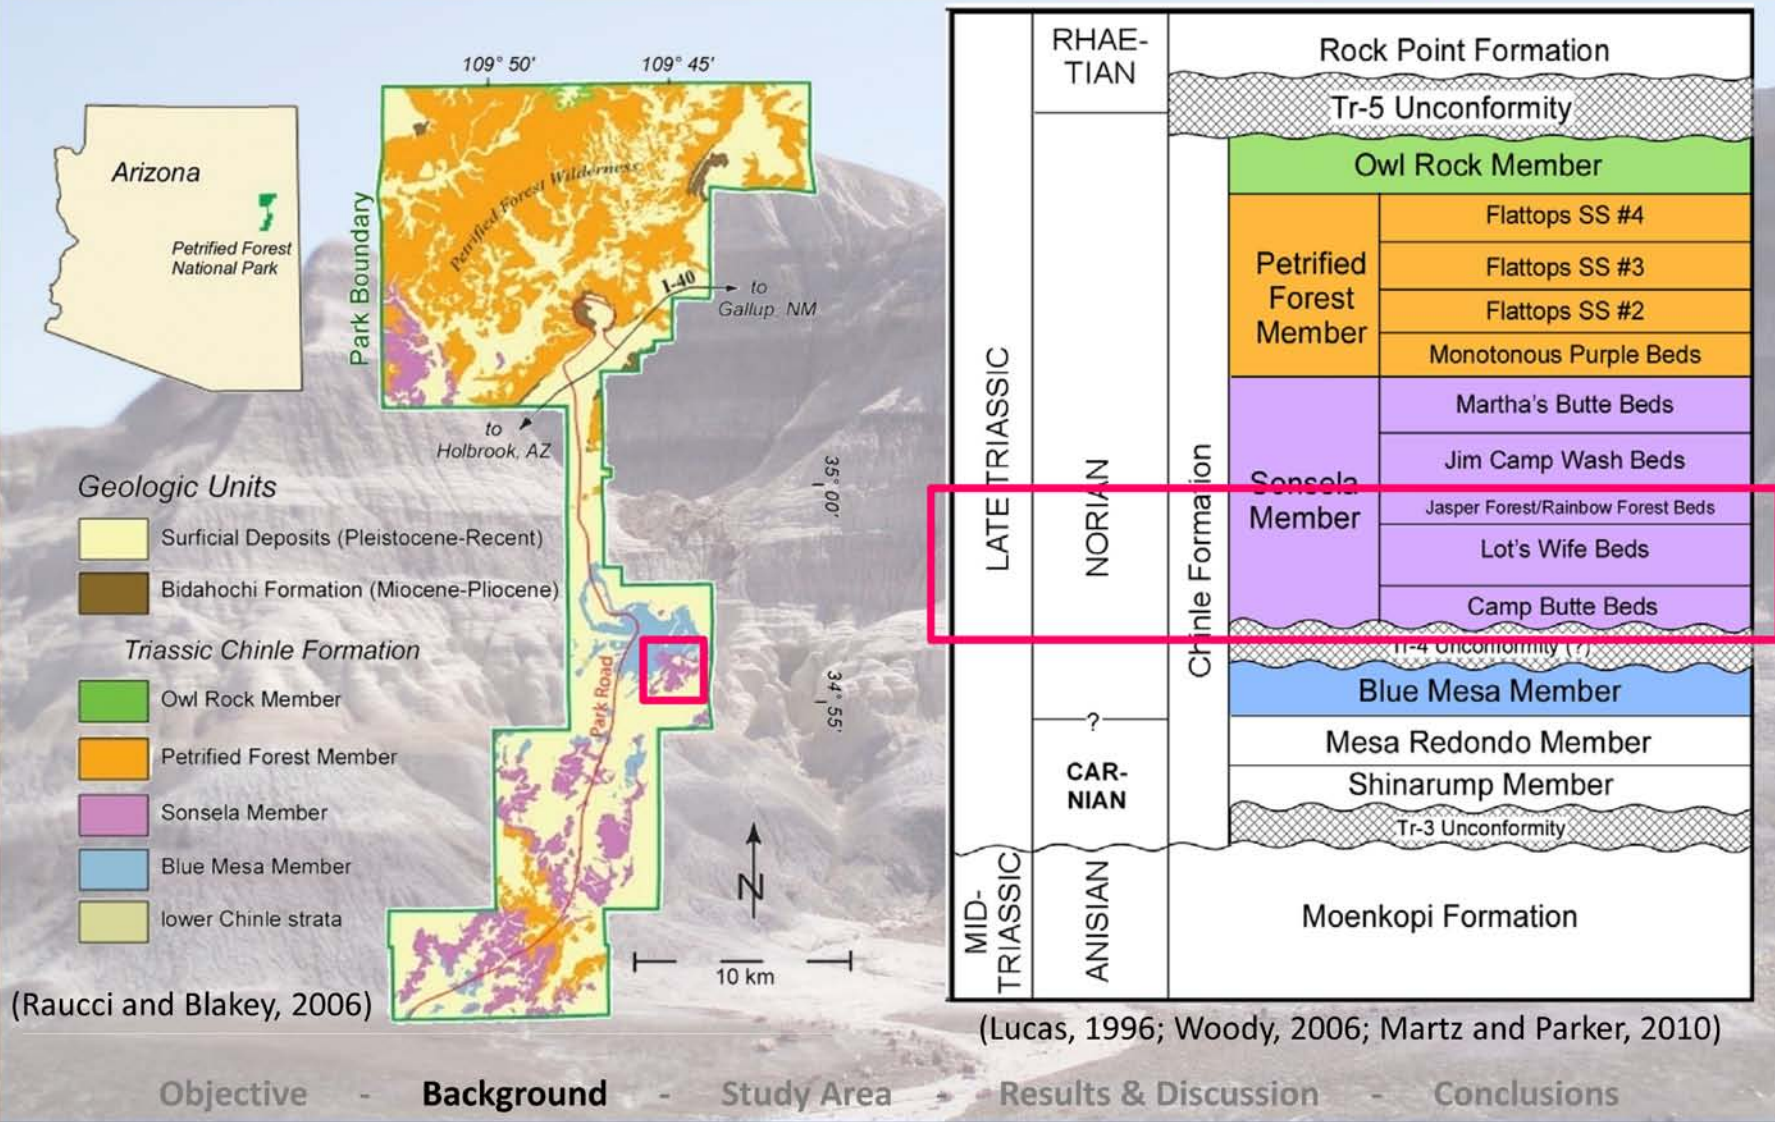 109° 50'
109° 45'
Arizona
Petrified Forest
National Park
Park Boundary
Petrified Forest Wilderness
I-40
to
Gallup, NM
to
Holbrook, AZ
35° 00'
34° 55'
Park Road
N
10 km
Geologic Units
Surficial Deposits (Pleistocene-Recent)
Bidahochi Formation (Miocene-Pliocene)
Triassic Chinle Formation
Owl Rock Member
Petrified Forest Member
Sonsela Member
Blue Mesa Member
lower Chinle strata
(Raucci and Blakey, 2006)
LATE TRIASSIC
MID-
TRIASSIC
RHAE-
TIAN
NORIAN
?
CAR-
NIAN
ANISIAN
Chinle Formation
Rock Point Formation
Tr-5 Unconformity
Owl Rock Member
Petrified
Forest
Member
Flattops SS #4
Flattops SS #3
Flattops SS #2
Monotonous Purple Beds
Sonsela
Member
Martha's Butte Beds
Jim Camp Wash Beds
Jasper Forest/Rainbow Forest Beds
Lot's Wife Beds
Camp Butte Beds
Tr-4 Unconformity (?)
Blue Mesa Member
Mesa Redondo Member
Shinarump Member
Tr-3 Unconformity
Moenkopi Formation
(Lucas, 1996; Woody, 2006; Martz and Parker, 2010)
Objective - Background - Study Area - Results & Discussion - Conclusions